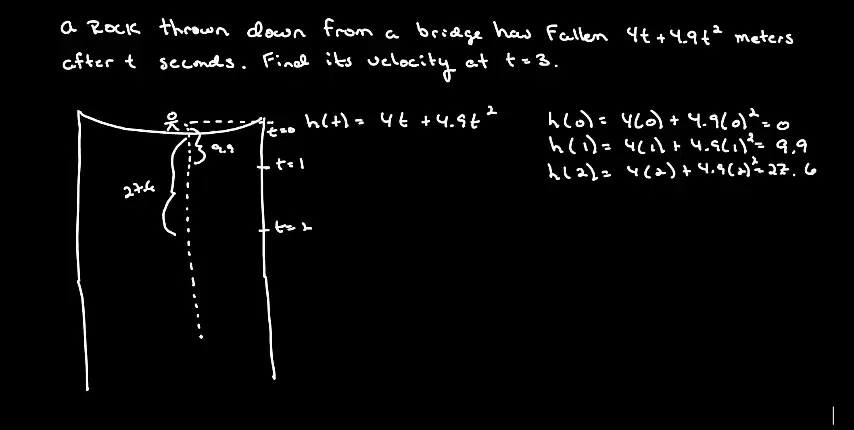 a Rock thrown down from a bridge has Fallen 4t + 4.9t² meters
after t seconds. Find its velocity at t = 3.
h(t) = 4t + 4.9t²
h(0) = 4(0) + 4.9(0)² = 0
h(1) = 4(1) + 4.9(1)² = 9.9
h(2) = 4(2) + 4.9(2)² = 27.6
t=0
9.9
t=1
27.6
t=2